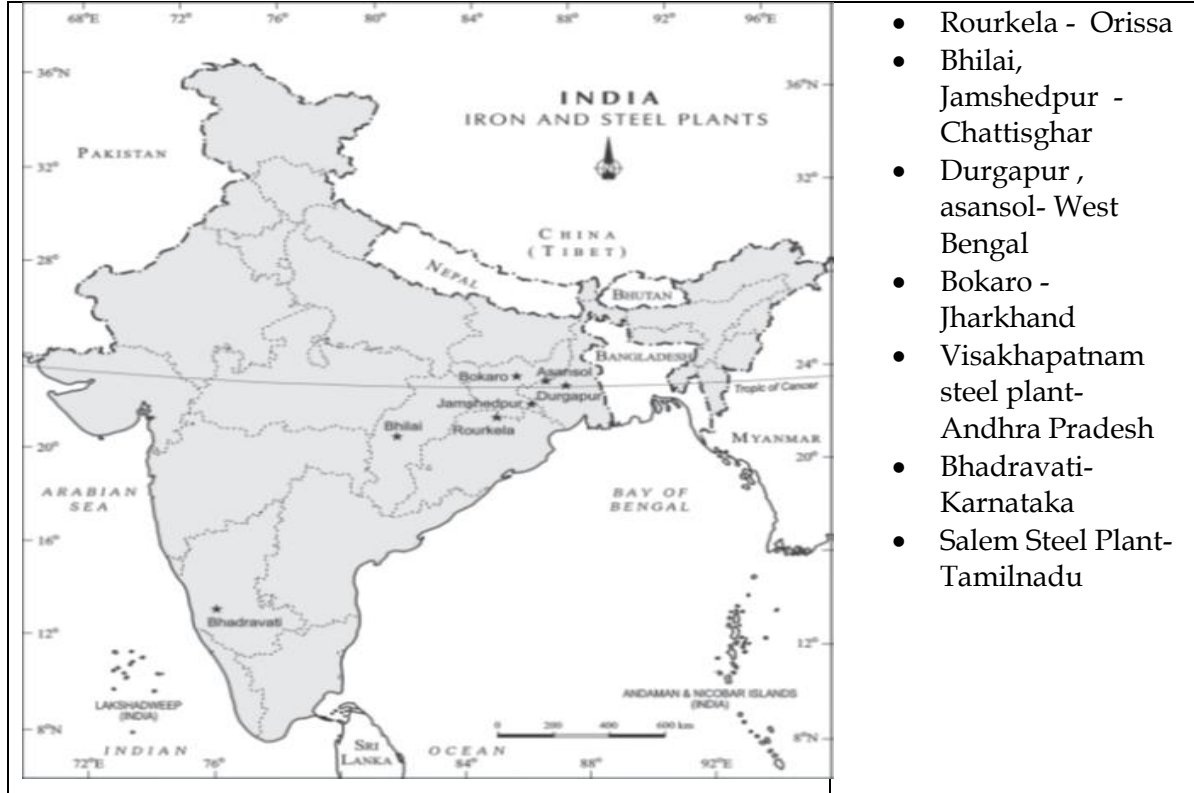 68°E 72° 76° 80° 84° 88° 92° 96°E
36°N 36°N
INDIA
IRON AND STEEL PLANTS
PAKISTAN
32° 32°
CHINA
(TIBET)
NEPAL
28° 28°
BHUTAN
BANGLADESH
24° 24°
Bokaro Asansol
Tropic of Cancer
Durgapur
Jamshedpur
Bhilai Rourkela
20° 20°
MYANMAR
ARABIAN
SEA
BAY OF
BENGAL
16°
Bhadravati
12° 12°
LAKSHADWEEP
(INDIA)
ANDAMAN & NICOBAR ISLANDS
(INDIA)
0 200 400 600 km
8°N 8°N
INDIAN OCEAN
SRI
LANKA
72°E 76° 84° 88° 92°E
• Rourkela - Orissa
• Bhilai,
Jamshedpur -
Chattisghar
• Durgapur ,
asansol- West
Bengal
• Bokaro -
Jharkhand
• Visakhapatnam
steel plant-
Andhra Pradesh
• Bhadravati-
Karnataka
• Salem Steel Plant-
Tamilnadu